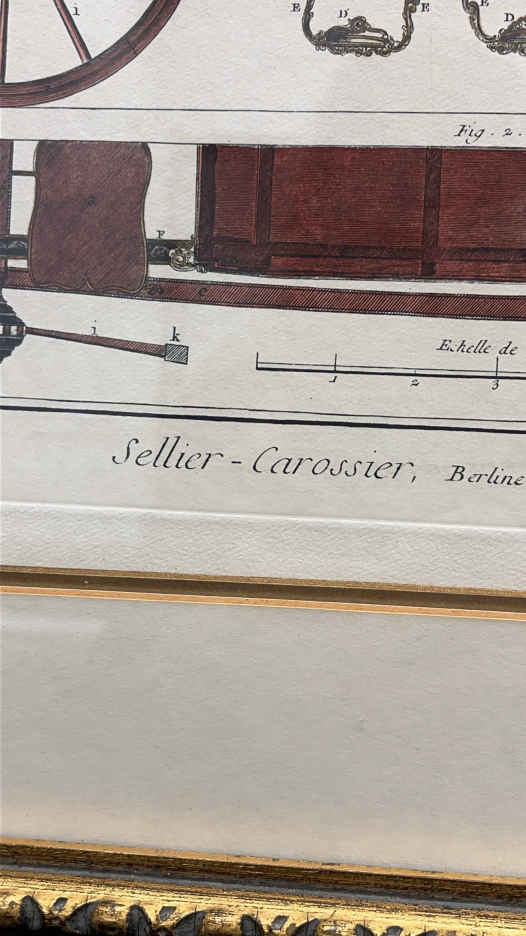 i
E D E
E D
Fig. 2.
F
e
i k
Echelle de
1 2 3
Sellier - Carossier, Berline